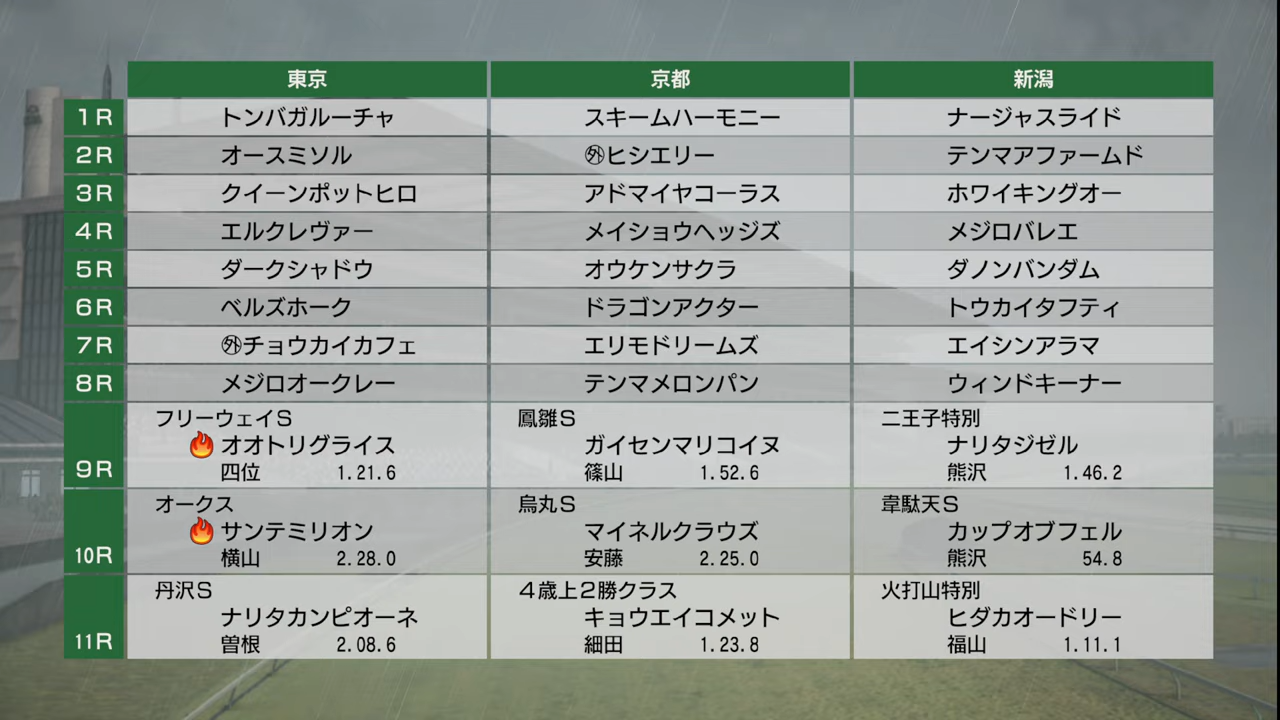 東京 京都 新潟
1R トンバガルーチャ スキームハーモニー ナージャスライド
2R オースミソル ㊕ヒシエリー テンマアファームド
3R クイーンポットヒロ アドマイヤコーラス ホワイキングオー
4R エルクレヴァー メイショウヘッジズ メジロバレエ
5R ダークシャドウ オウケンサクラ ダノンバンダム
6R ベルズホーク ドラゴンアクター トウカイタフティ
7R 外チョウカイカフェ エリモドリームズ エイシンアラマ
8R メジロオークレー テンマメロンパン ウィンドキーナー
フリーウェイS 鳳雛S 二王子特別
オオトリグライス ガイセンマリコイヌ ナリタジゼル
9R 四位 1.21.6 篠山 1.52.6 熊沢 1.46.2
オークス 烏丸S 韋駄天S
サンテミリオン マイネルクラウズ カップオブフェル
10R 横山 2.28.0 安藤 2.25.0 熊沢 54.8
丹沢S 4歳上2勝クラス 火打山特別
ナリタカンピオーネ キョウエイコメット ヒダカオードリー
11R 曽根 2.08.6 細田 1.23.8 福山 1.11.1